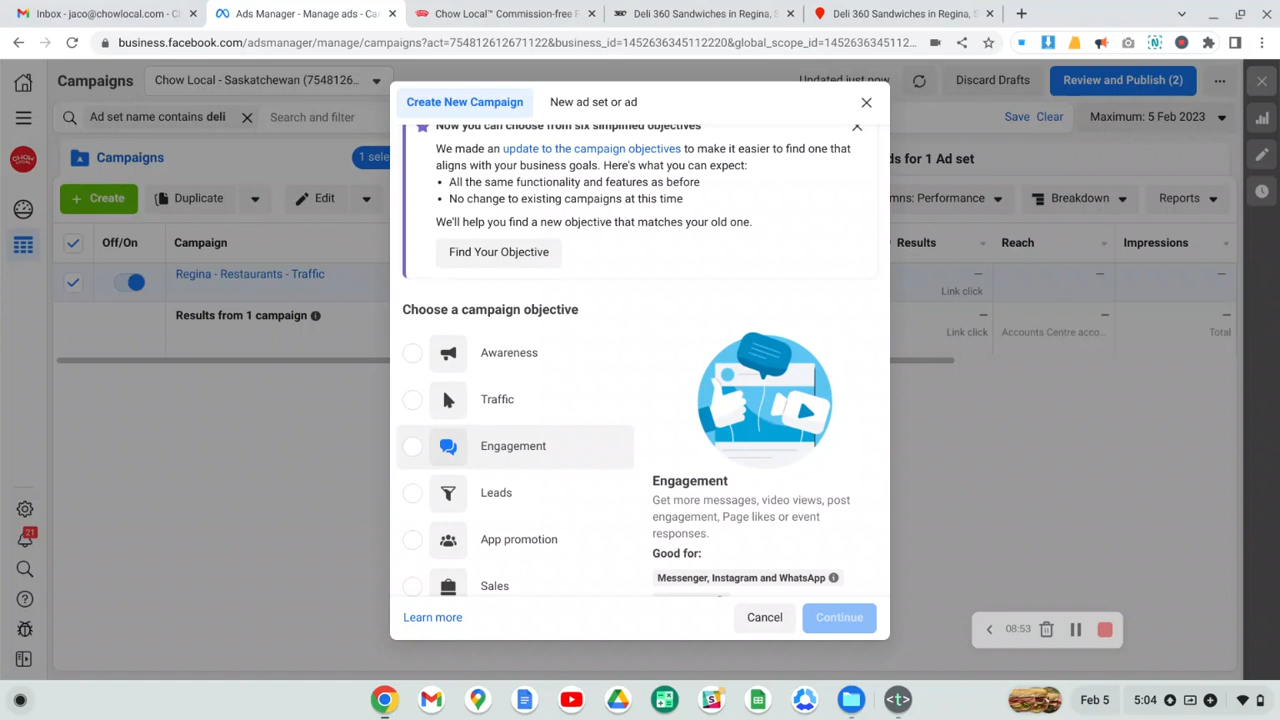 Inbox - jaco@chowlocal.com - C
Ads Manager - Manage ads - Ca
Chow Local™ Commission-free F
Deli 360 Sandwiches in Regina, S
Deli 360 Sandwiches in Regina, S
business.facebook.com/adsmanager/manage/campaigns?act=754812612671122&business_id=1452636345112220&global_scope_id=1452636345112...
Campaigns
Chow Local - Saskatchewan (7548126...
Updated just now
Discard Drafts
Review and Publish (2)
Ad set name contains deli
Search and filter
Save
Clear
Maximum: 5 Feb 2023
Campaigns
1 sele
ds for 1 Ad set
Create
Duplicate
Edit
mns: Performance
Breakdown
Reports
Off/On
Campaign
Results
Reach
Impressions
Regina - Restaurants - Traffic
Link click
Results from 1 campaign
Link click
Accounts Centre acco...
Total
Create New Campaign
New ad set or ad
Now you can choose from six simplified objectives
We made an update to the campaign objectives to make it easier to find one that
aligns with your business goals. Here's what you can expect:
• All the same functionality and features as before
• No change to existing campaigns at this time
We'll help you find a new objective that matches your old one.
Find Your Objective
Choose a campaign objective
Awareness
Traffic
Engagement
Leads
App promotion
Sales
Engagement
Get more messages, video views, post
engagement, Page likes or event
responses.
Good for:
Messenger, Instagram and WhatsApp
Learn more
Cancel
Continue
08:53
21
CHOW
Feb 5
5:04